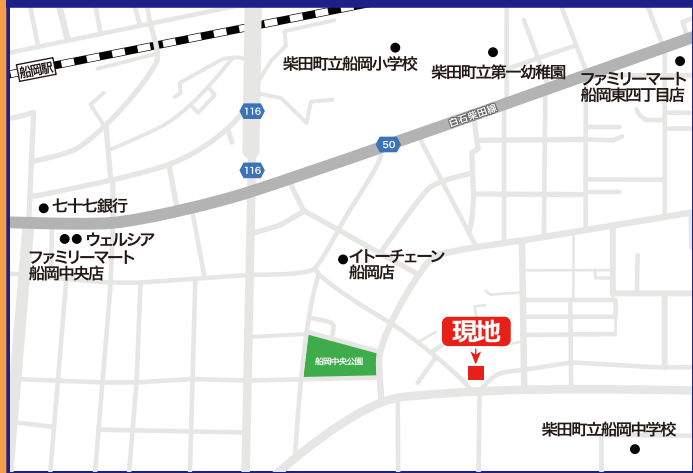 船岡駅
柴田町立船岡小学校
柴田町立第一幼稚園
ファミリーマート
船岡東四丁目店
116
白石柴田線
50
116
七十七銀行
ウェルシア
ファミリーマート
船岡中央店
イトーチェーン
船岡店
現地
船岡中央公園
柴田町立船岡中学校